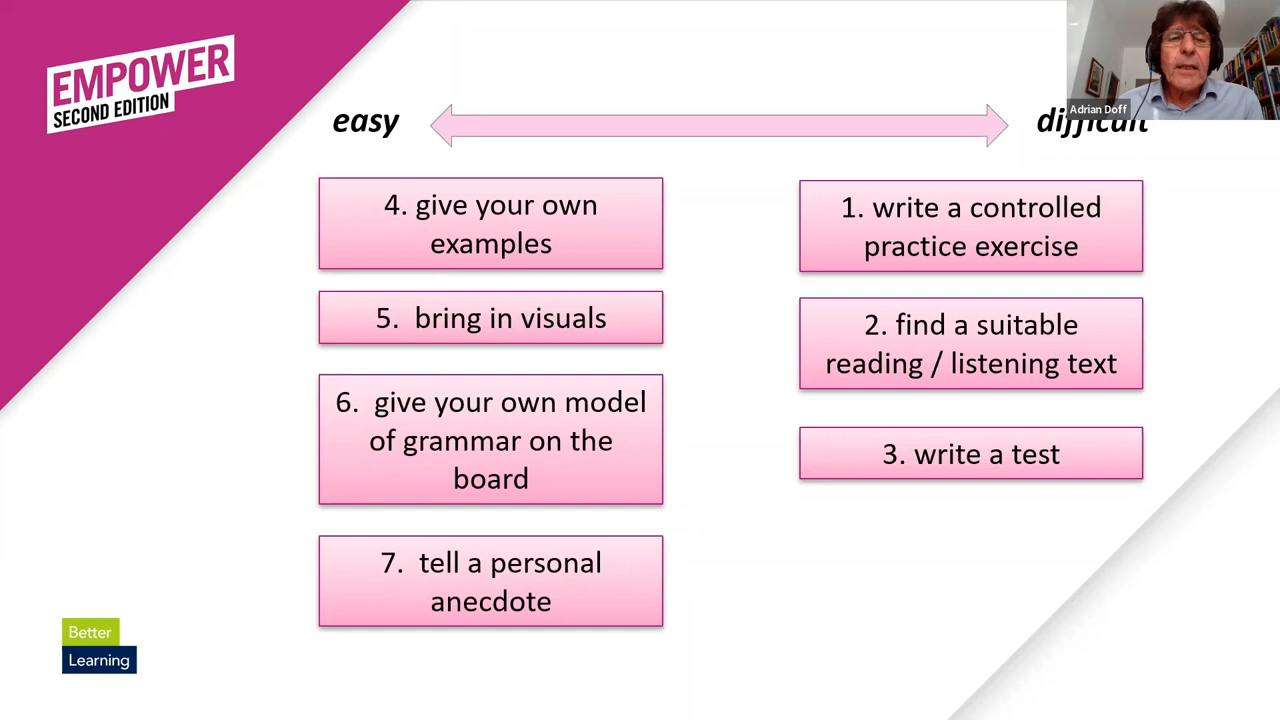 EMPOWER
SECOND EDITION
Adrian Doff
easy
difficult
4. give your own
examples
5. bring in visuals
6. give your own model
of grammar on the
board
7. tell a personal
anecdote
1. write a controlled
practice exercise
2. find a suitable
reading / listening text
3. write a test
Better
Learning